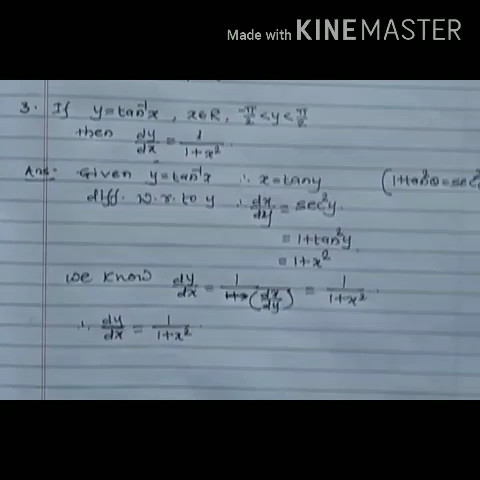 Made with KINEMASTER
3. If y=tan⁻¹x, x∈R, -π/2 <y< π/2
then dy/dx = 1/1+x²
Ans:- Given y=tan⁻¹x ∴ x=tany (1+tan²θ=sec²
diff. w.r. to y ∴ dx/dy = sec²y.
= 1+tan²y
= 1+x²
we know dy/dx = 1/(dx/dy) = 1/1+x².
∴ dy/dx = 1/1+x².